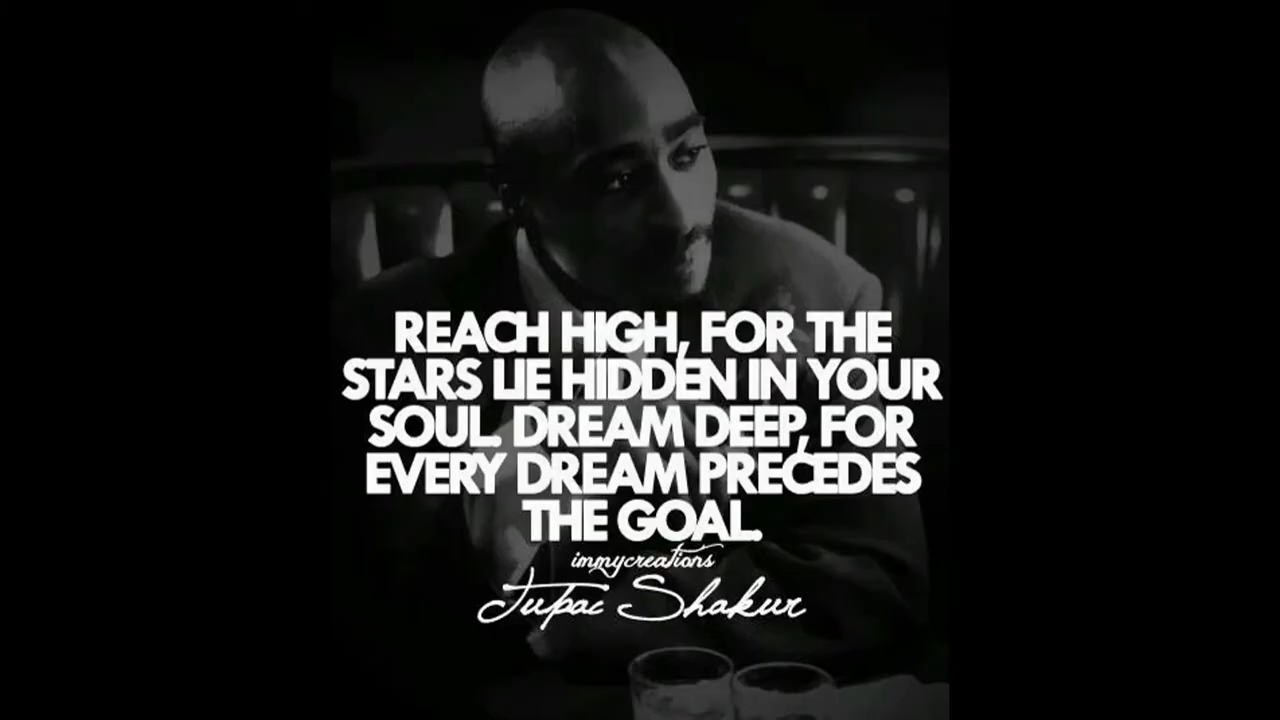 REACH HIGH, FOR THE
STARS LIE HIDDEN IN YOUR
SOUL. DREAM DEEP, FOR
EVERY DREAM PRECEDES
THE GOAL.
immycreations
Tupac Shakur